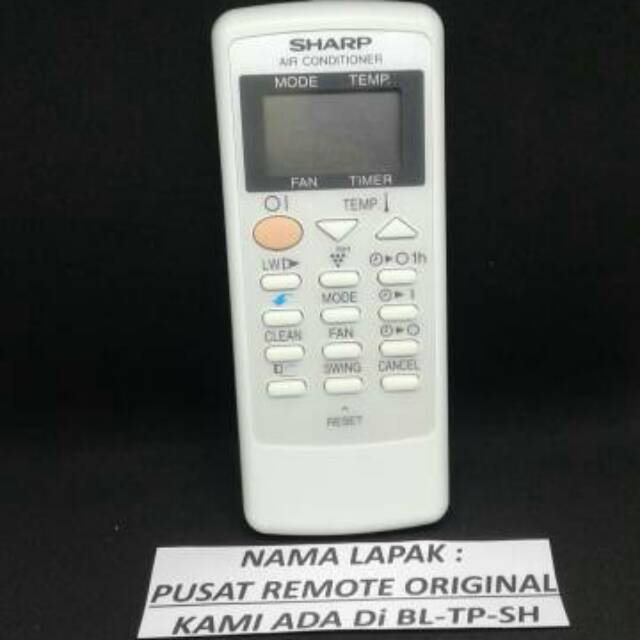 SHARP
AIR CONDITIONER
MODE TEMP.
FAN TIMER
TEMP
1h
MODE
CLEAN FAN
SWING CANCEL
RESET
NAMA LAPAK :
PUSAT REMOTE ORIGINAL
KAMI ADA Di BL-TP-SH